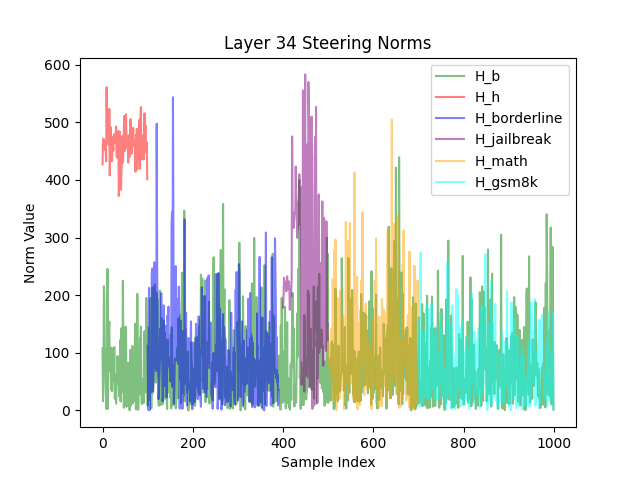 Layer 34 Steering Norms
600
500
400
300
200
100
0
Norm Value
0
200
400
600
800
1000
Sample Index
H_b
H_h
H_borderline
H_jailbreak
H_math
H_gsm8k